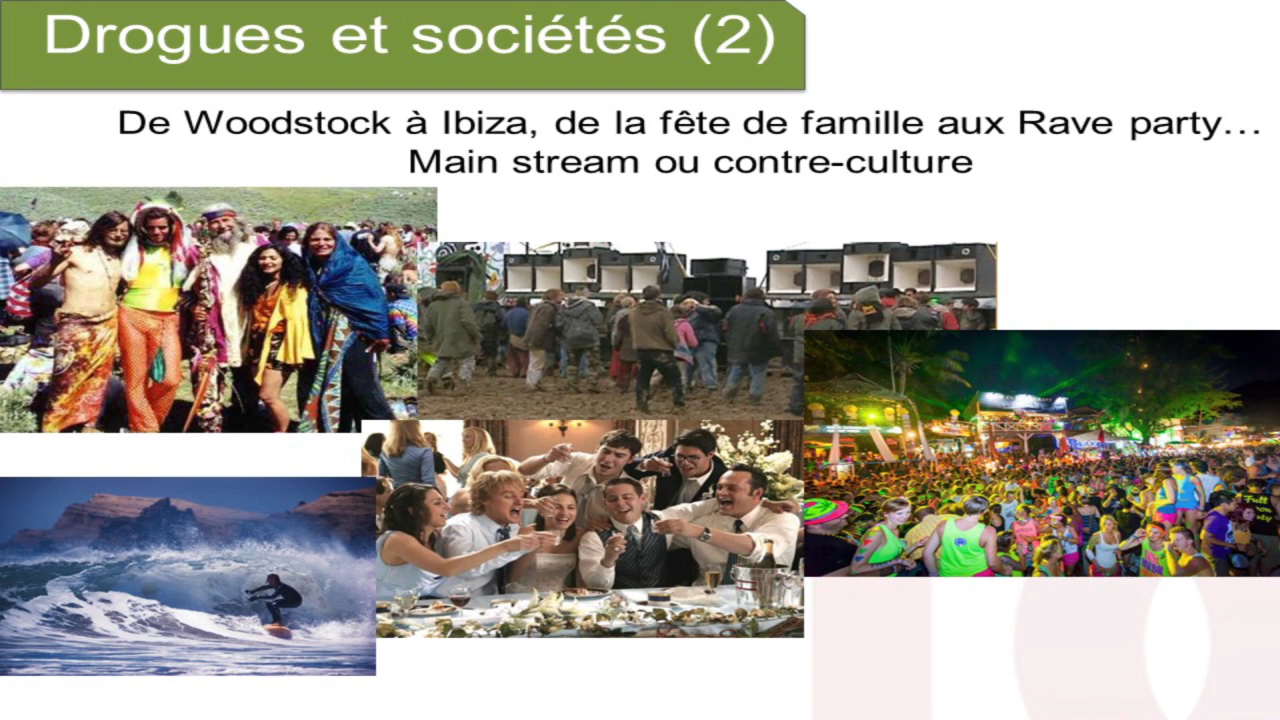 Drogues et sociétés (2)
De Woodstock à Ibiza, de la fête de famille aux Rave party…
Main stream ou contre-culture
Full